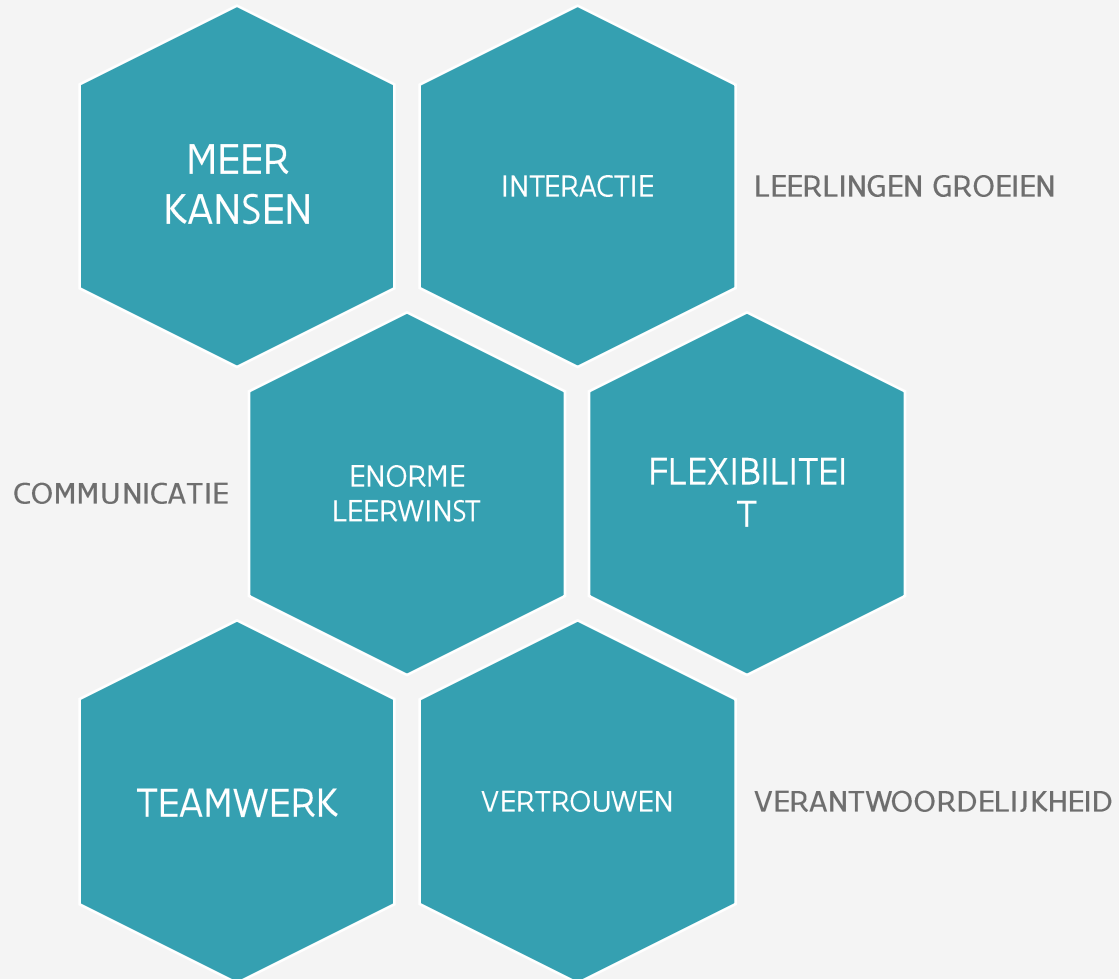 MEER
KANSEN
INTERACTIE
LEERLINGEN GROEIEN
COMMUNICATIE
ENORME
LEERWINST
FLEXIBILITEI
T
TEAMWERK
VERTROUWEN
VERANTWOORDELIJKHEID